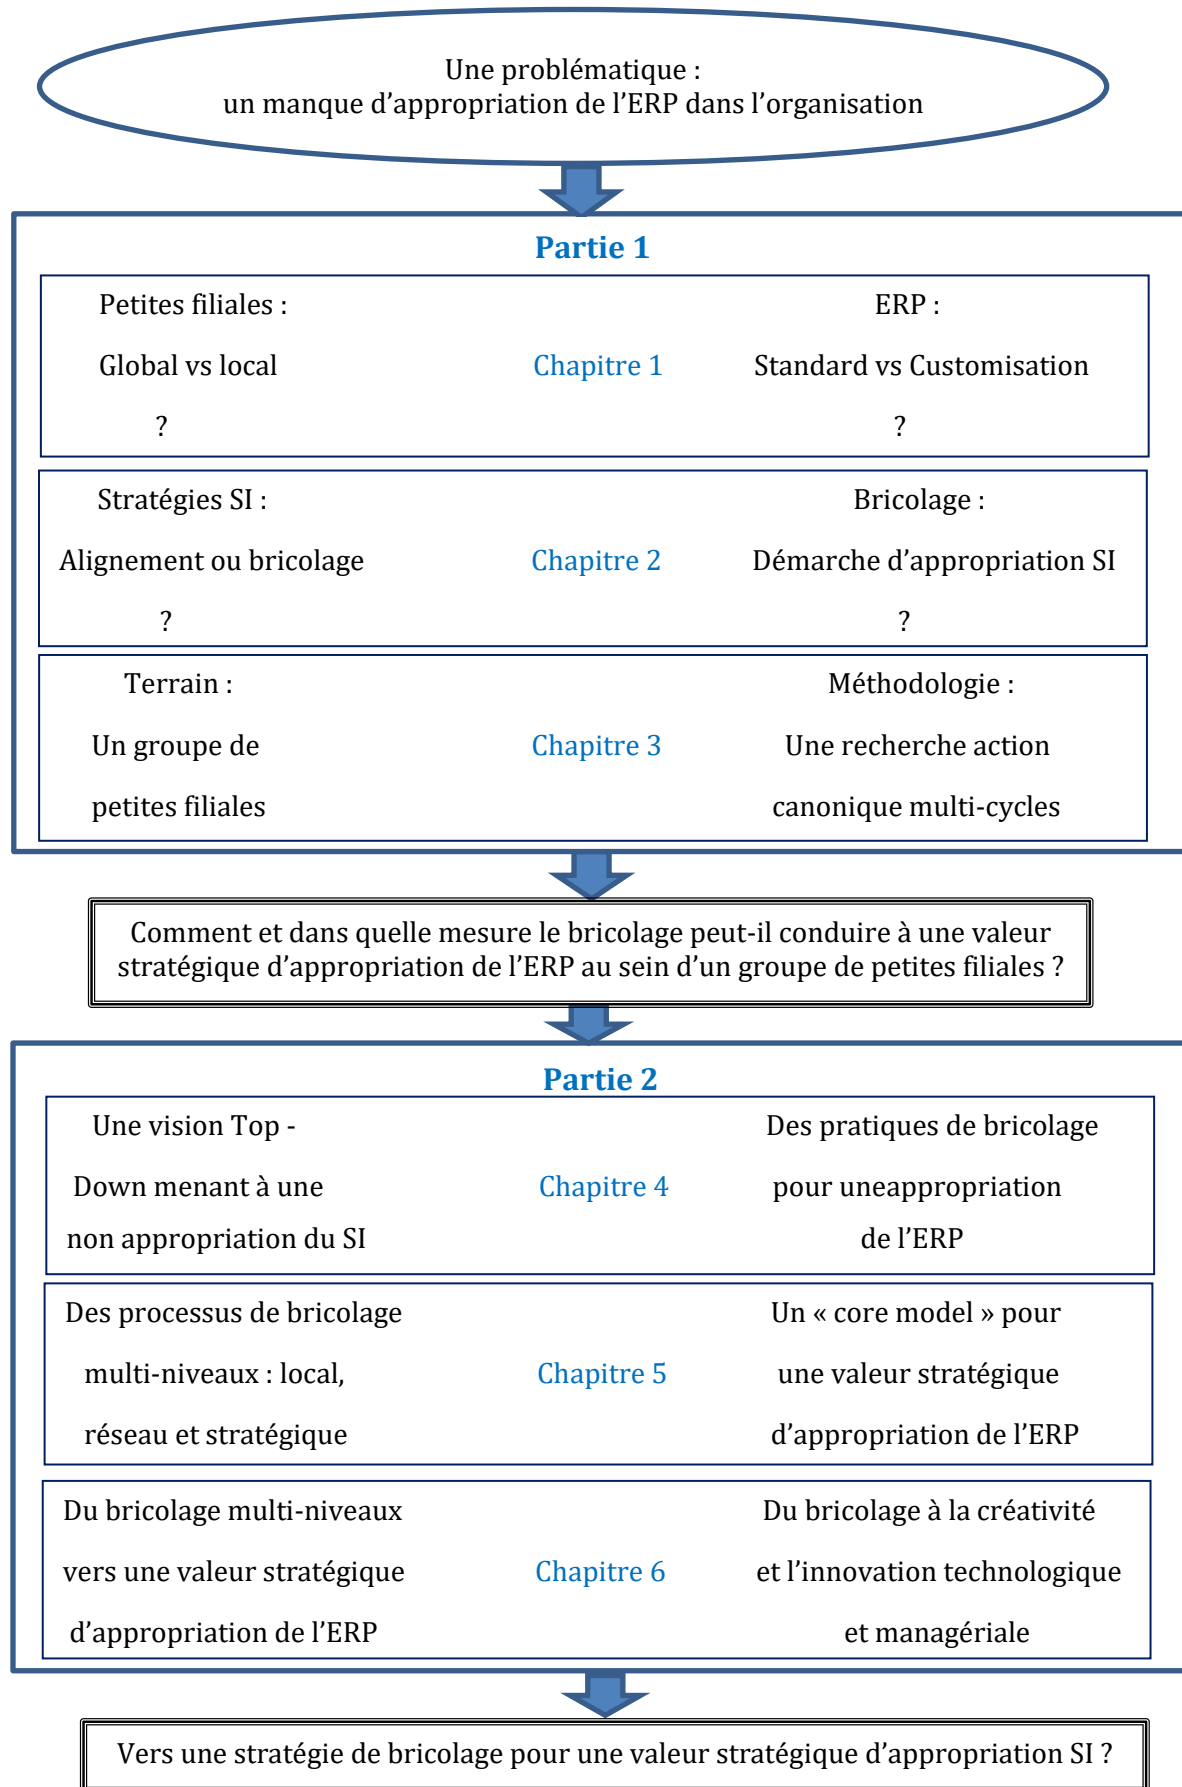 Une problématique :
un manque d'appropriation de l'ERP dans l'organisation
Partie 1
Petites filiales :
ERP :
Global vs local
Chapitre 1
Standard vs Customisation
?
?
Stratégies SI :
Bricolage :
Alignement ou bricolage
Chapitre 2
Démarche d'appropriation SI
?
?
Terrain :
Méthodologie :
Un groupe de
Chapitre 3
Une recherche action
petites filiales
canonique multi-cycles
Comment et dans quelle mesure le bricolage peut-il conduire à une valeur
stratégique d'appropriation de l'ERP au sein d'un groupe de petites filiales ?
Partie 2
Une vision Top -
Des pratiques de bricolage
Down menant à une
Chapitre 4
pour uneappropriation
non appropriation du SI
de l'ERP
Des processus de bricolage
Un « core model » pour
multi-niveaux : local,
Chapitre 5
une valeur stratégique
réseau et stratégique
d'appropriation de l'ERP
Du bricolage multi-niveaux
Du bricolage à la créativité
vers une valeur stratégique
Chapitre 6
et l'innovation technologique
d'appropriation de l'ERP
et managériale
Vers une stratégie de bricolage pour une valeur stratégique d'appropriation SI ?